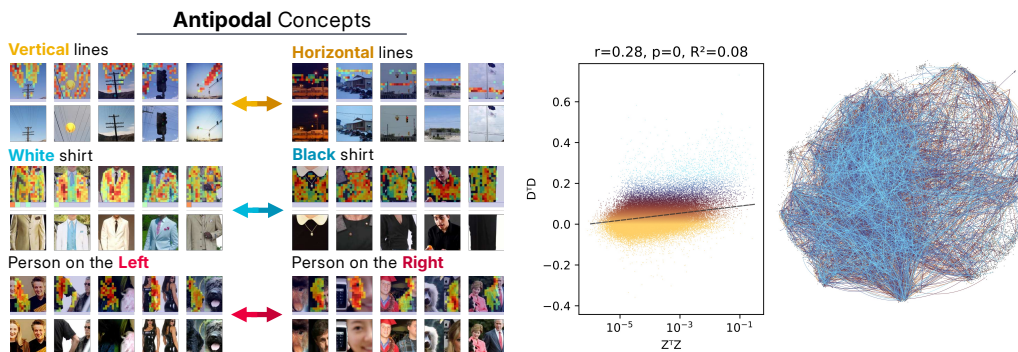 Antipodal Concepts
Vertical lines
Horizontal lines
White shirt
Black shirt
Person on the Left
Person on the Right
r=0.28, p=0, R²=0.08
DᵀD
0.6
0.4
0.2
0.0
−0.2
−0.4
10⁻⁵
10⁻³
10⁻¹
ZᵀZ